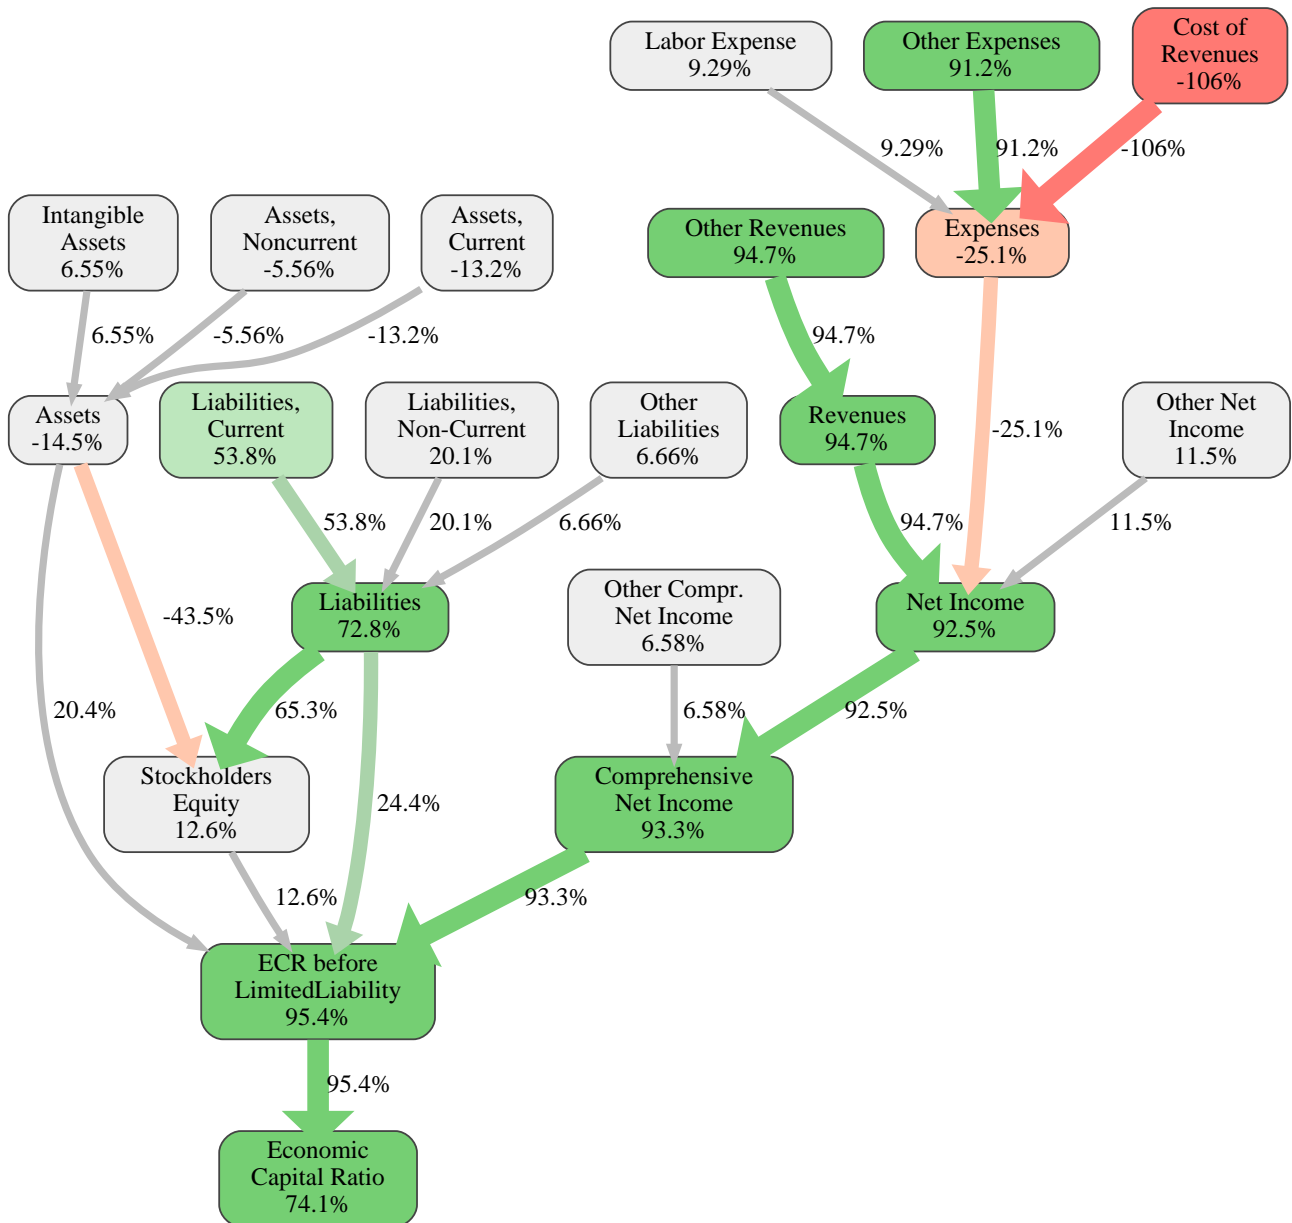 Labor Expense
9.29%
Other Expenses
91.2%
Cost of
Revenues
-106%
9.29%
91.2%
-106%
Intangible
Assets
6.55%
Assets,
Noncurrent
-5.56%
Assets,
Current
-13.2%
Other Revenues
94.7%
Expenses
-25.1%
6.55%
-5.56%
-13.2%
94.7%
Assets
-14.5%
Liabilities,
Current
53.8%
Liabilities,
Non-Current
20.1%
Other
Liabilities
6.66%
Revenues
94.7%
-25.1%
Other Net
Income
11.5%
53.8%
20.1%
6.66%
94.7%
11.5%
-43.5%
Liabilities
72.8%
Other Compr.
Net Income
6.58%
Net Income
92.5%
20.4%
65.3%
6.58%
92.5%
Stockholders
Equity
12.6%
24.4%
Comprehensive
Net Income
93.3%
12.6%
93.3%
ECR before
LimitedLiability
95.4%
95.4%
Economic
Capital Ratio
74.1%